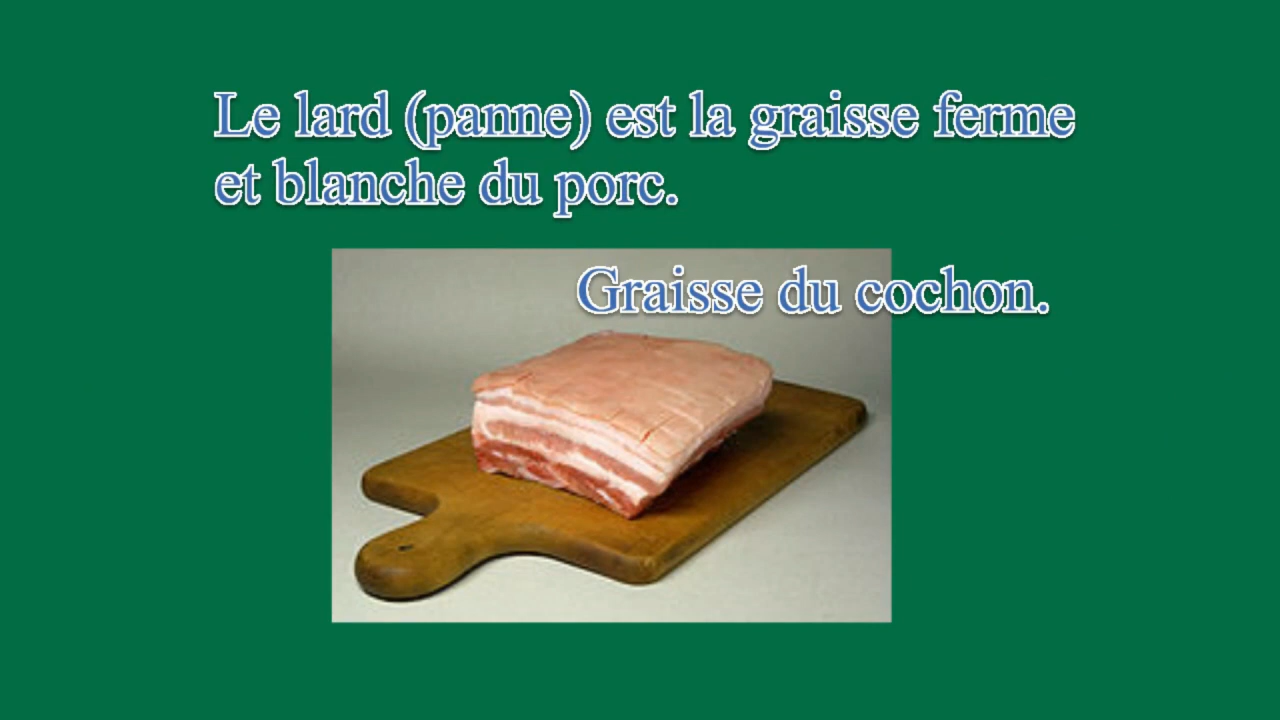 Le lard (panne) est la graisse ferme
et blanche du porc.
Graisse du cochon.